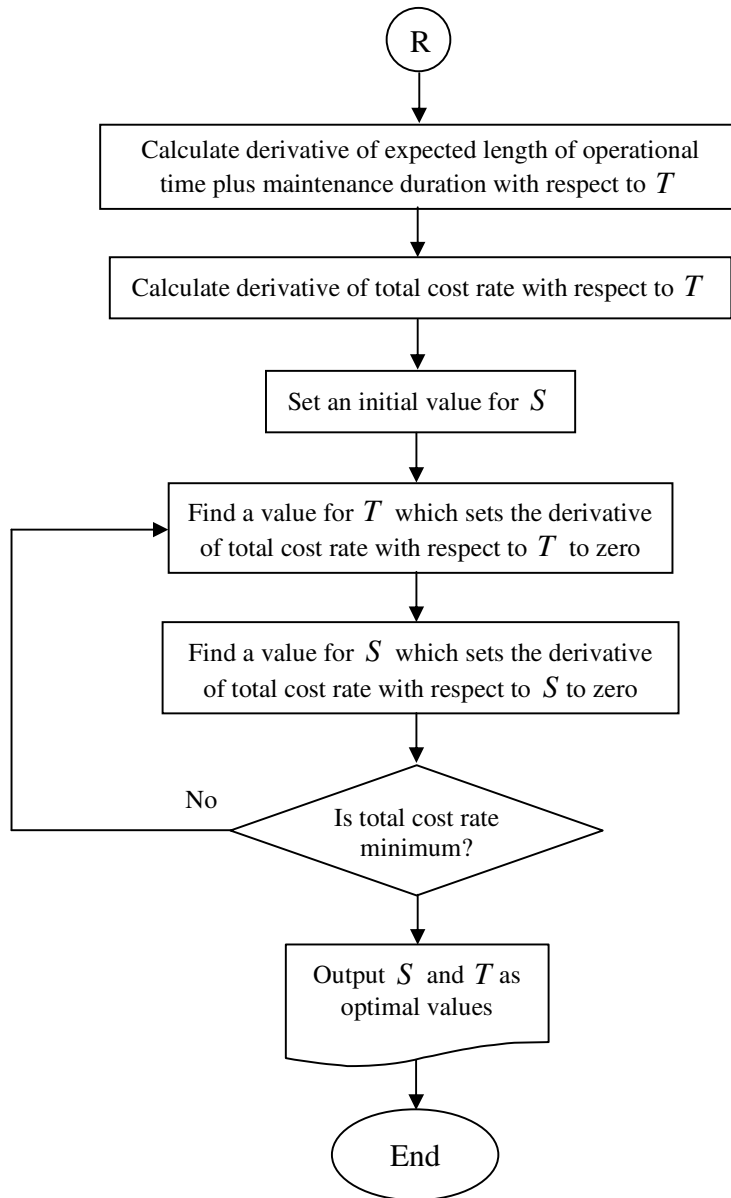 R
Calculate derivative of expected length of operational
time plus maintenance duration with respect to T
Calculate derivative of total cost rate with respect to T
Set an initial value for S
Find a value for T which sets the derivative
of total cost rate with respect to T to zero
Find a value for S which sets the derivative
of total cost rate with respect to S to zero
No
Is total cost rate
minimum?
Output S and T as
optimal values
End